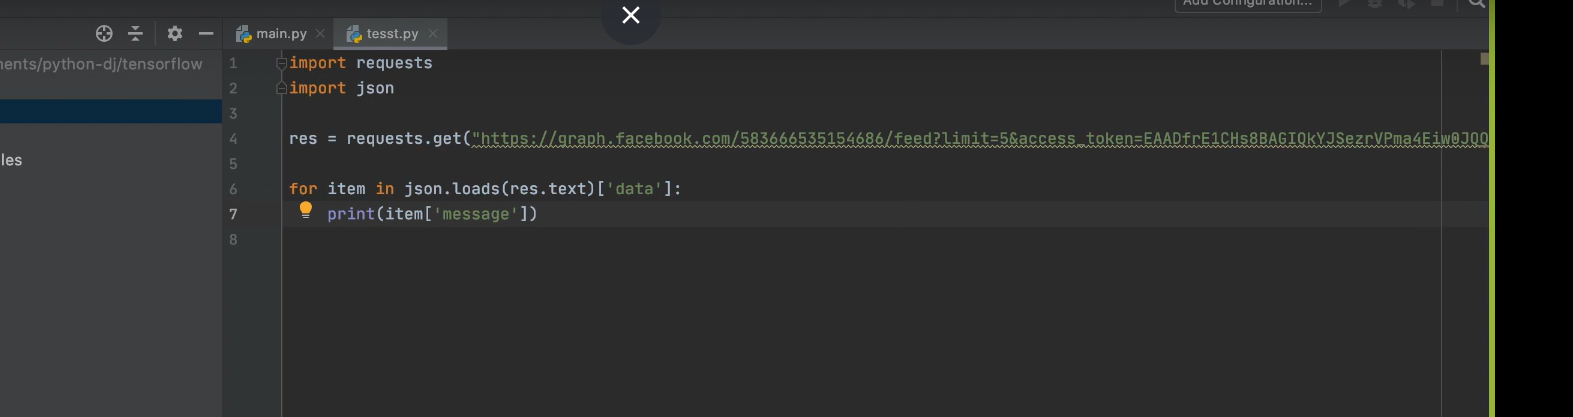 Add Configuration...
main.py
tesst.py
ents/python-dj/tensorflow
les
1 import requests
2 import json
3
4 res = requests.get("https://graph.facebook.com/583666535154686/feed?limit=5&access_token=EAADfrE1CHs8BAGIQkYJSezrVPma4Eiw0JQQ
5
6 for item in json.loads(res.text)['data']:
7 print(item['message'])
8